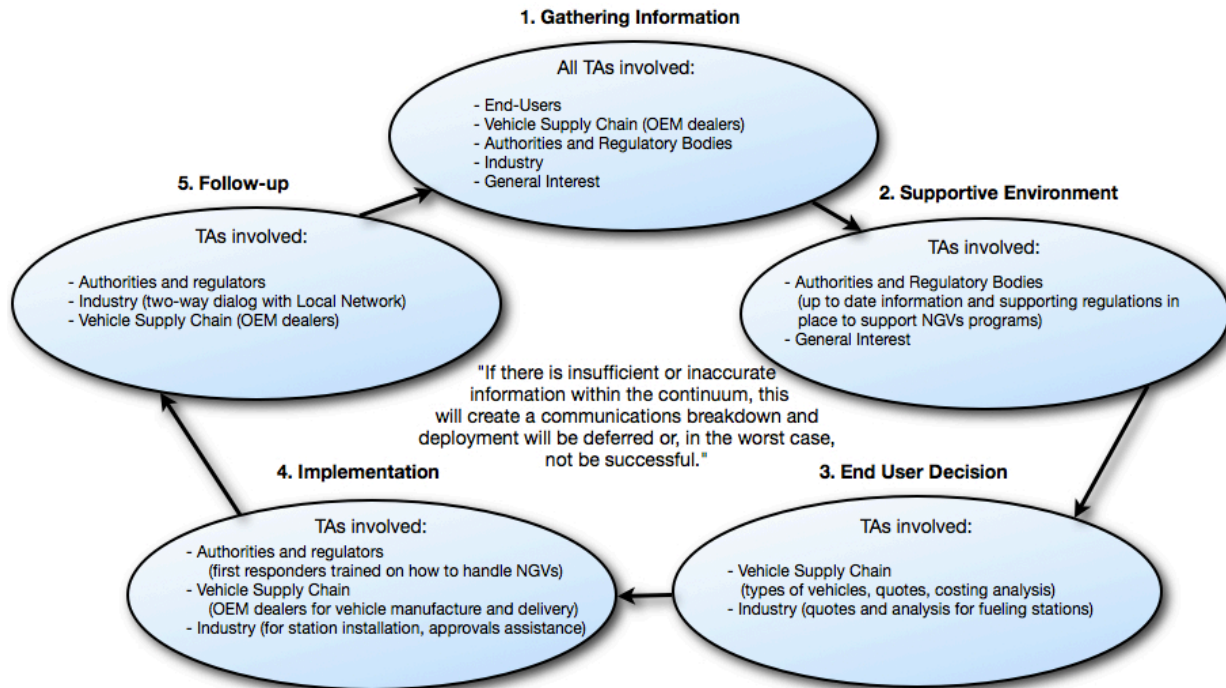 1. Gathering Information
All TAs involved:
- End-Users
- Vehicle Supply Chain (OEM dealers)
- Authorities and Regulatory Bodies
- Industry
- General Interest
2. Supportive Environment
TAs involved:
- Authorities and Regulatory Bodies
(up to date information and supporting regulations in
place to support NGVs programs)
- General Interest
3. End User Decision
TAs involved:
- Vehicle Supply Chain
(types of vehicles, quotes, costing analysis)
- Industry (quotes and analysis for fueling stations)
4. Implementation
TAs involved:
- Authorities and regulators
(first responders trained on how to handle NGVs)
- Vehicle Supply Chain
(OEM dealers for vehicle manufacture and delivery)
- Industry (for station installation, approvals assistance)
5. Follow-up
TAs involved:
- Authorities and regulators
- Industry (two-way dialog with Local Network)
- Vehicle Supply Chain (OEM dealers)
"If there is insufficient or inaccurate
information within the continuum, this
will create a communications breakdown and
deployment will be deferred or, in the worst case,
not be successful."